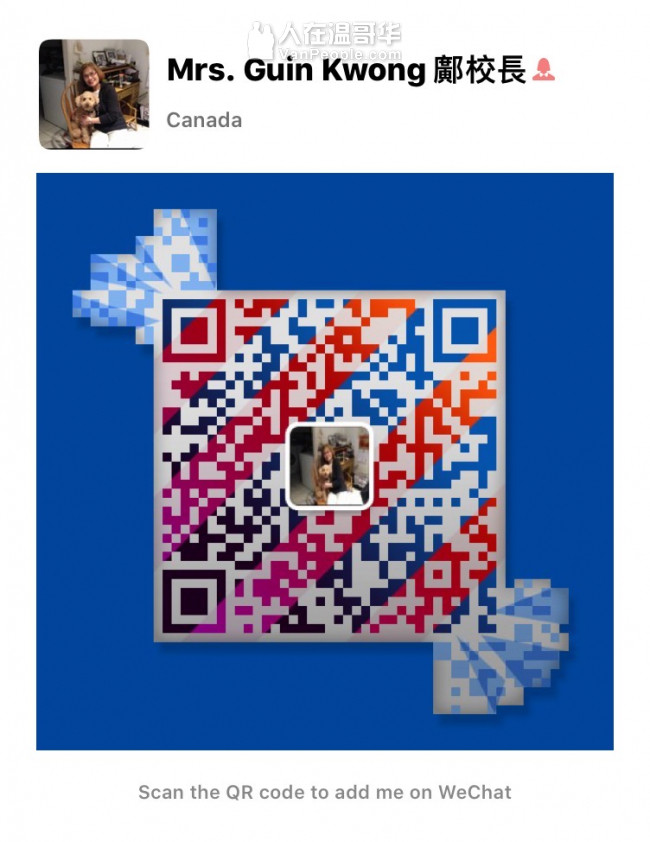 人在温哥华
VanPeople.com
Mrs. Guin Kwong 鄺校長
Canada
Scan the QR code to add me on WeChat